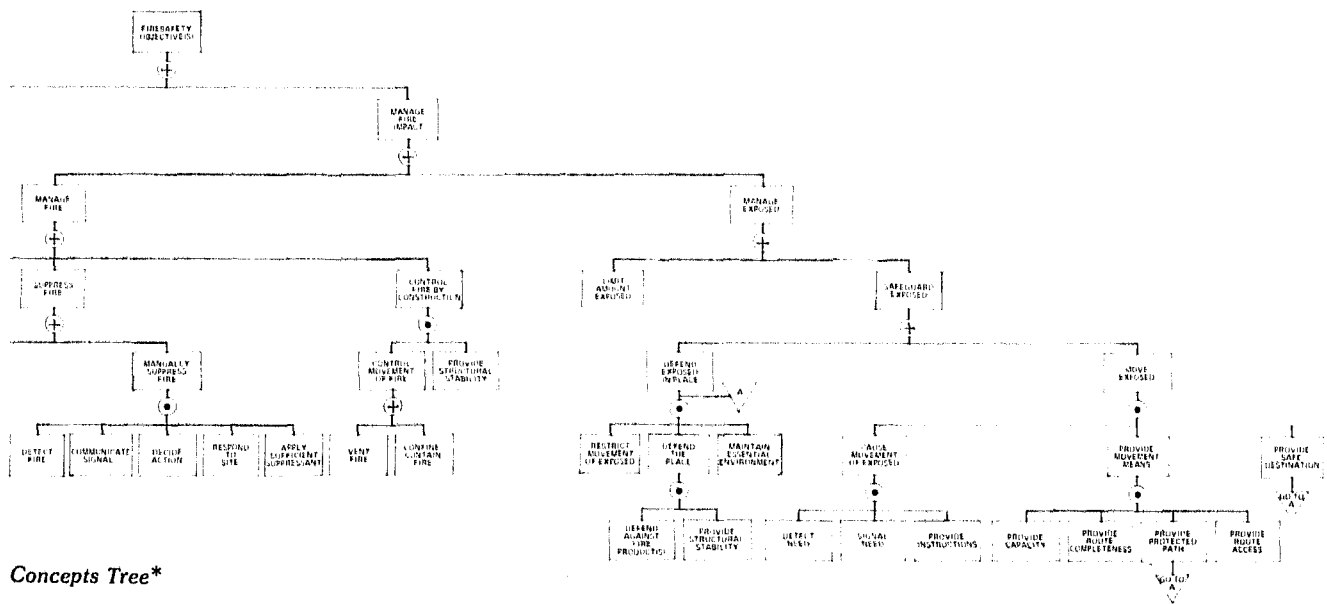 FIRESAFETY
OBJECTIVE(S)
MANAGE
FIRE
IMPACT
MANAGE
FIRE
MANAGE
EXPOSED
SUPPRESS
FIRE
CONTROL
FIRE BY
CONSTRUCTION
LIMIT
AMOUNT
EXPOSED
SAFEGUARD
EXPOSED
MANUALLY
SUPPRESS
FIRE
CONTROL
MOVEMENT
OF FIRE
PROVIDE
STRUCTURAL
STABILITY
DEFEND
EXPOSED
IN PLACE
A
MOVE
EXPOSED
DETECT
FIRE
COMMUNICATE
SIGNAL
DECIDE
ACTION
RESPOND
TO
SITE
APPLY
SUFFICIENT
SUPPRESSANT
VENT
FIRE
CONFINE
CONTAIN
FIRE
RESTRICT
MOVEMENT
OF EXPOSED
DEFEND
THE
PLACE
MAINTAIN
ESSENTIAL
ENVIRONMENT
CAUSE
MOVEMENT
OF EXPOSED
PROVIDE
MOVEMENT
MEANS
PROVIDE
SAFE
DESTINATION
GO TO
A
DEFEND
AGAINST
FIRE
PRODUCT(S)
PROVIDE
STRUCTURAL
STABILITY
DETECT
NEED
SIGNAL
NEED
PROVIDE
INSTRUCTIONS
PROVIDE
CAPACITY
PROVIDE
ROUTE
COMPLETENESS
PROVIDE
PROTECTED
PATH
PROVIDE
ROUTE
ACCESS
GO TO
A
Concepts Tree*